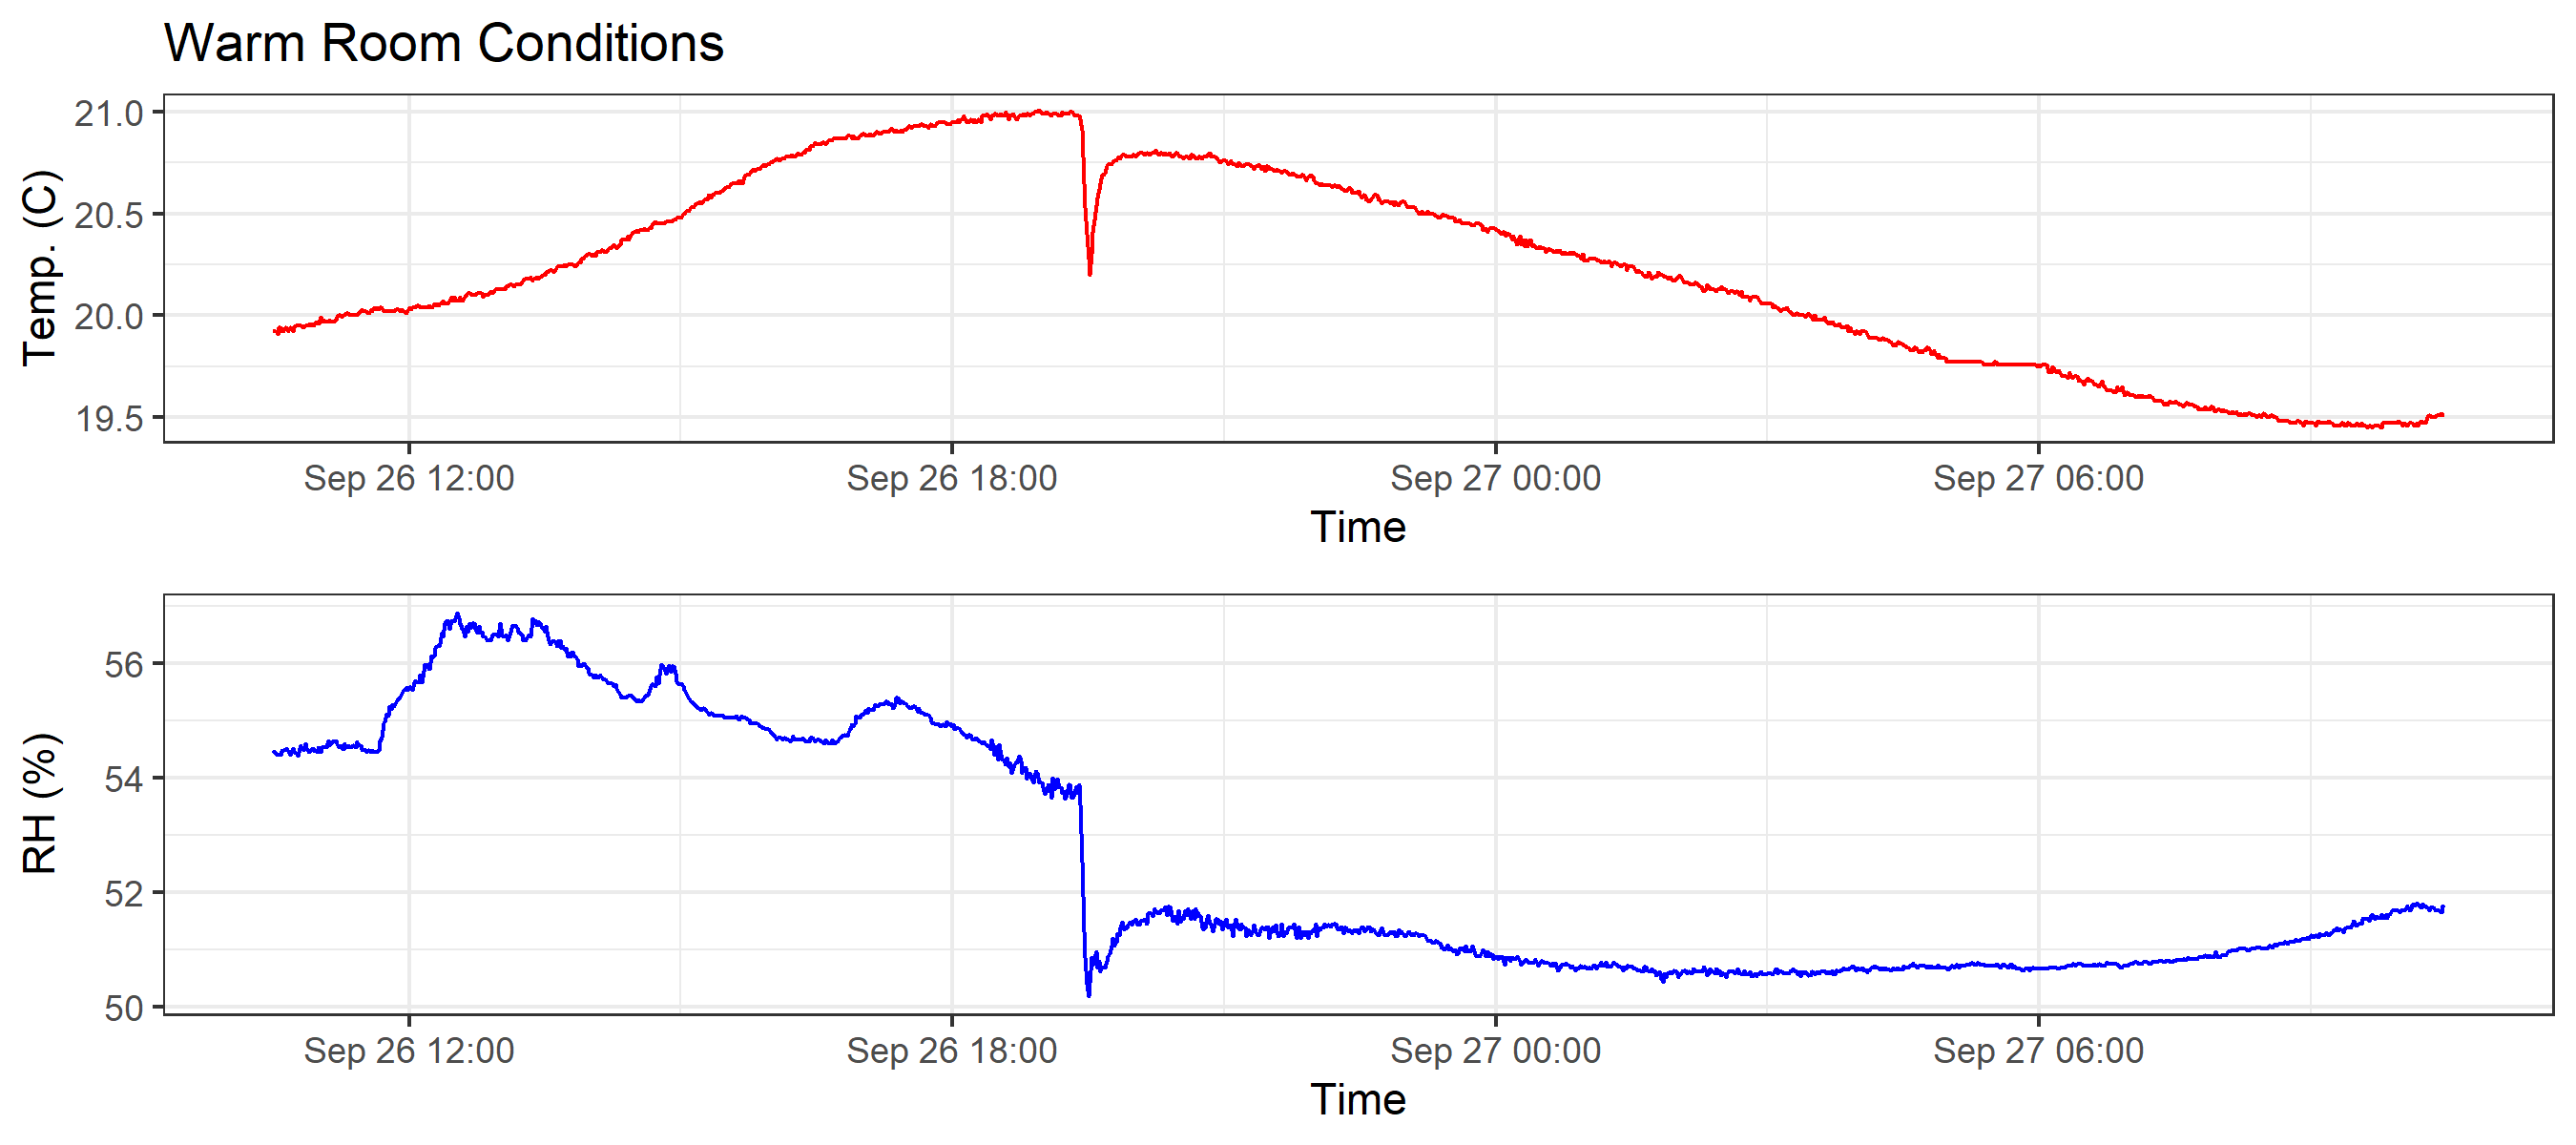 Warm Room Conditions
Temp. (C)
21.0
20.5
20.0
19.5
Sep 26 12:00 Sep 26 18:00 Sep 27 00:00 Sep 27 06:00
Time
RH (%)
56
54
52
50
Sep 26 12:00 Sep 26 18:00 Sep 27 00:00 Sep 27 06:00
Time